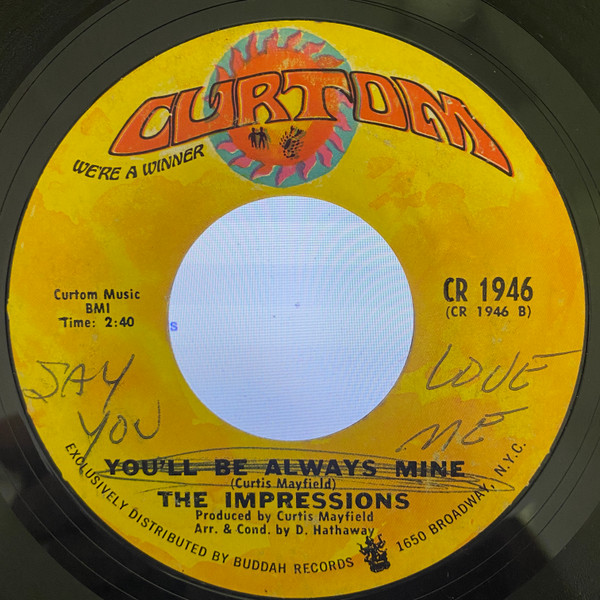 CURTOM
WE'RE A WINNER
Curtom Music
BMI
Time: 2:40
CR 1946
(CR 1946 B)
S
SAY
YOU
LOVE
ME
YOU'LL BE ALWAYS MINE
(Curtis Mayfield)
THE IMPRESSIONS
Produced by Curtis Mayfield
Arr. & Cond. by D. Hathaway
EXCLUSIVELY DISTRIBUTED BY BUDDAH RECORDS 1650 BROADWAY, N.Y.C.